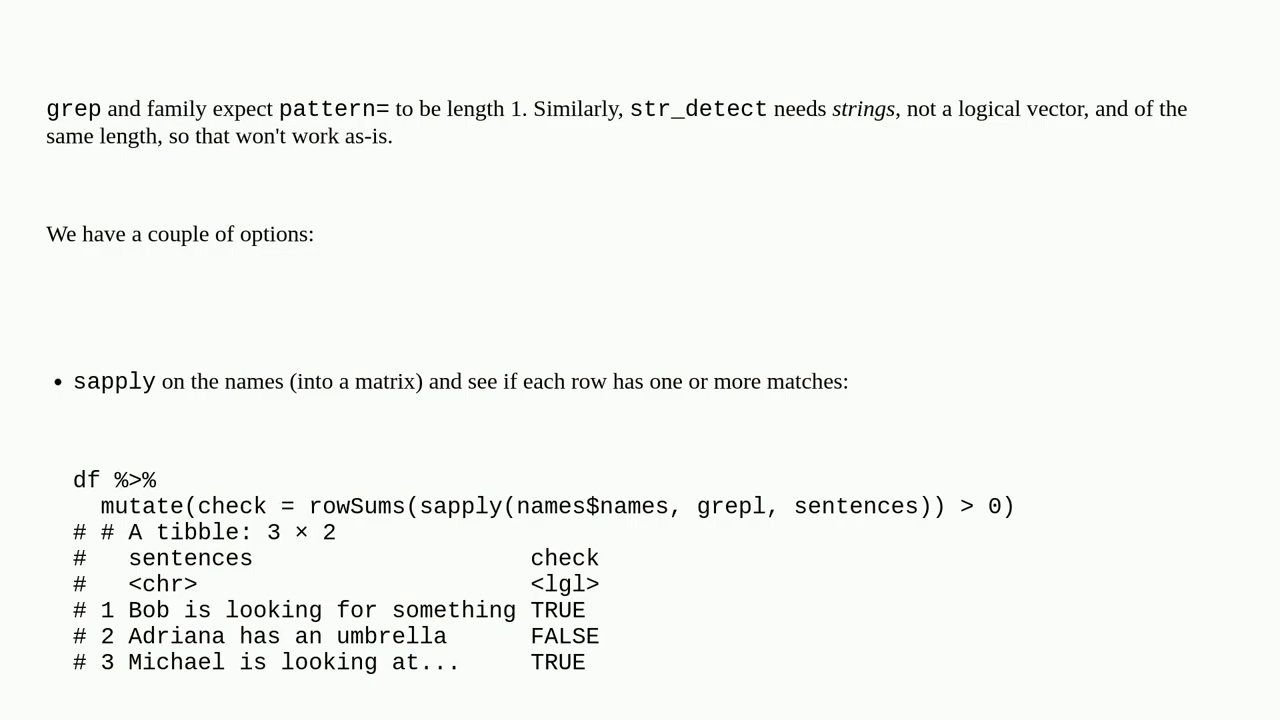 grep and family expect pattern= to be length 1. Similarly, str_detect needs strings, not a logical vector, and of the
same length, so that won't work as-is.
We have a couple of options:
• sapply on the names (into a matrix) and see if each row has one or more matches:
df %>%
  mutate(check = rowSums(sapply(names$names, grepl, sentences)) > 0)
# # A tibble: 3 × 2
#   sentences                    check
#   <chr>                        <lgl>
# 1 Bob is looking for something TRUE
# 2 Adriana has an umbrella      FALSE
# 3 Michael is looking at...     TRUE